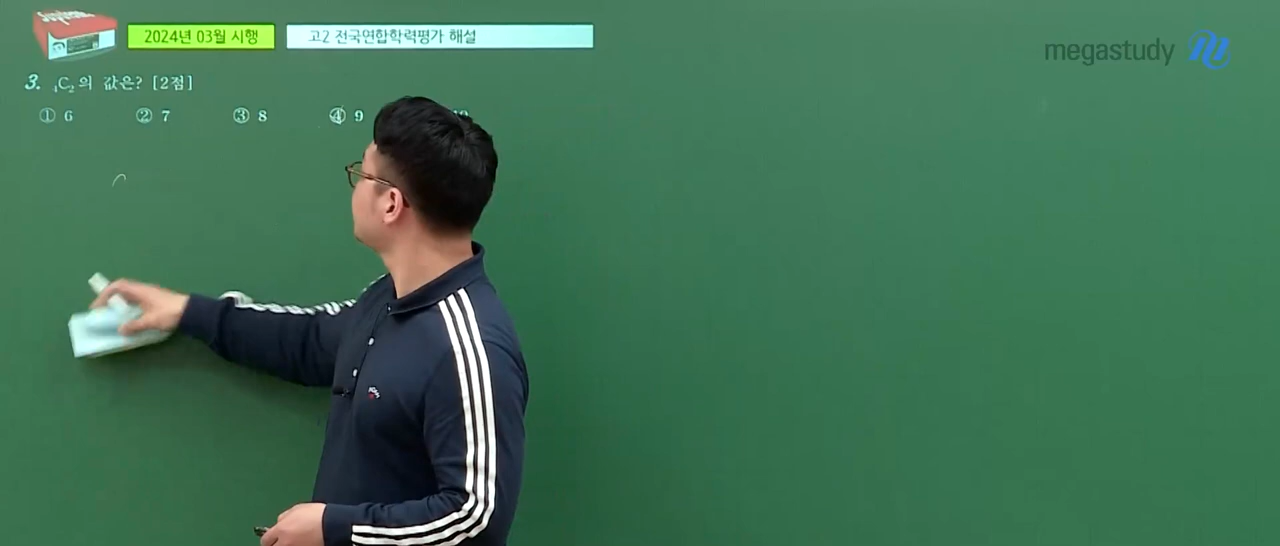 2024년 03월 시행
고2 전국연합학력평가 해설
megastudy
3. ₄C₂의 값은? [2점]
① 6 ② 7 ③ 8 ④ 9 10